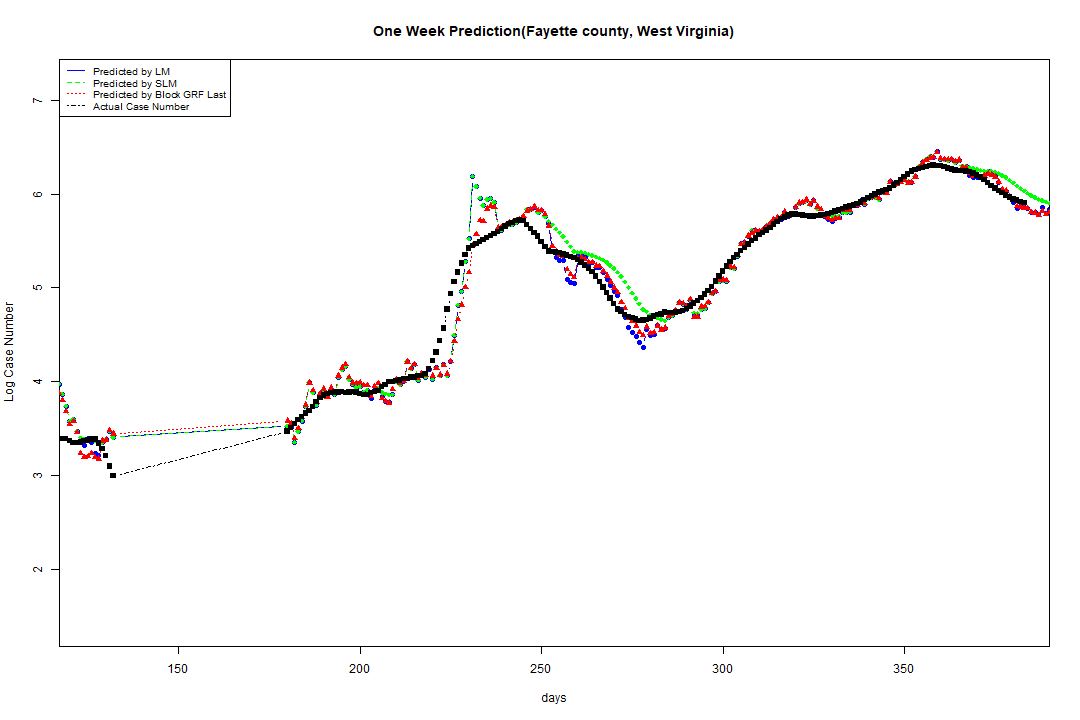 One Week Prediction(Fayette county, West Virginia)
Predicted by LM
Predicted by SLM
Predicted by Block GRF Last
Actual Case Number
7
6
5
4
3
2
Log Case Number
150 200 250 300 350
days